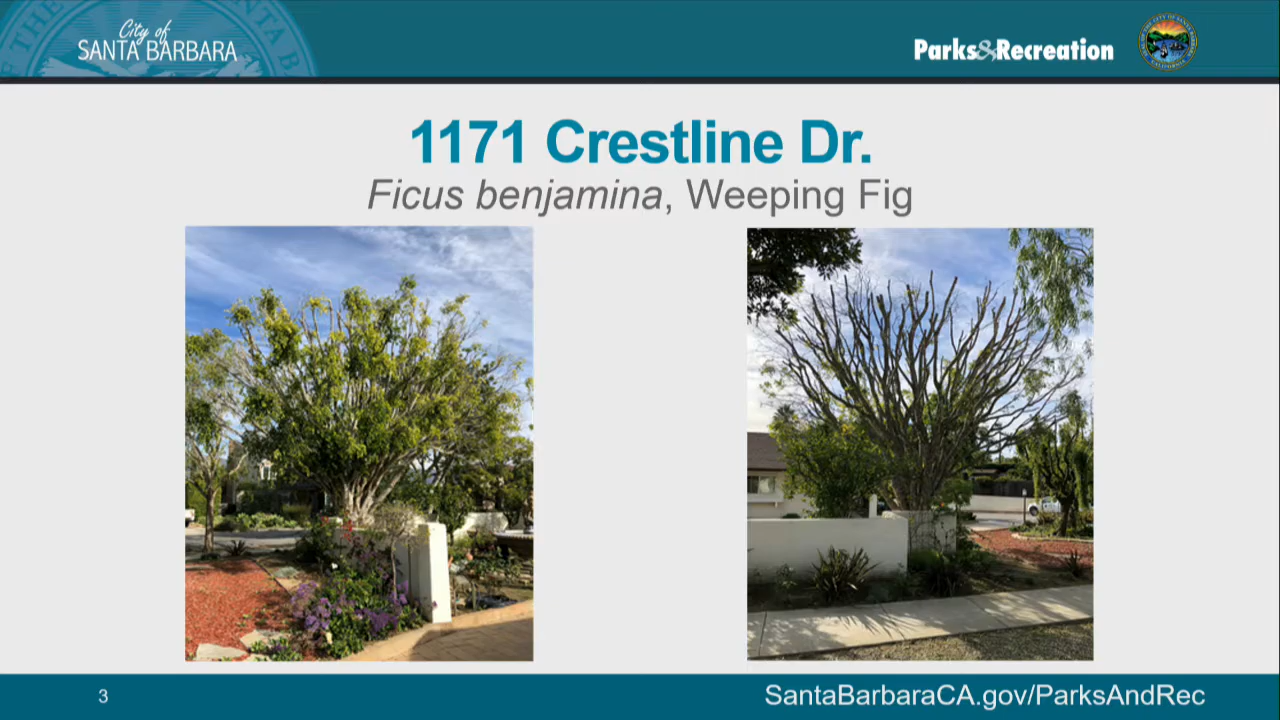 City of
SANTA BARBARA
Parks&Recreation
1171 Crestline Dr.
Ficus benjamina, Weeping Fig
3
SantaBarbaraCA.gov/ParksAndRec